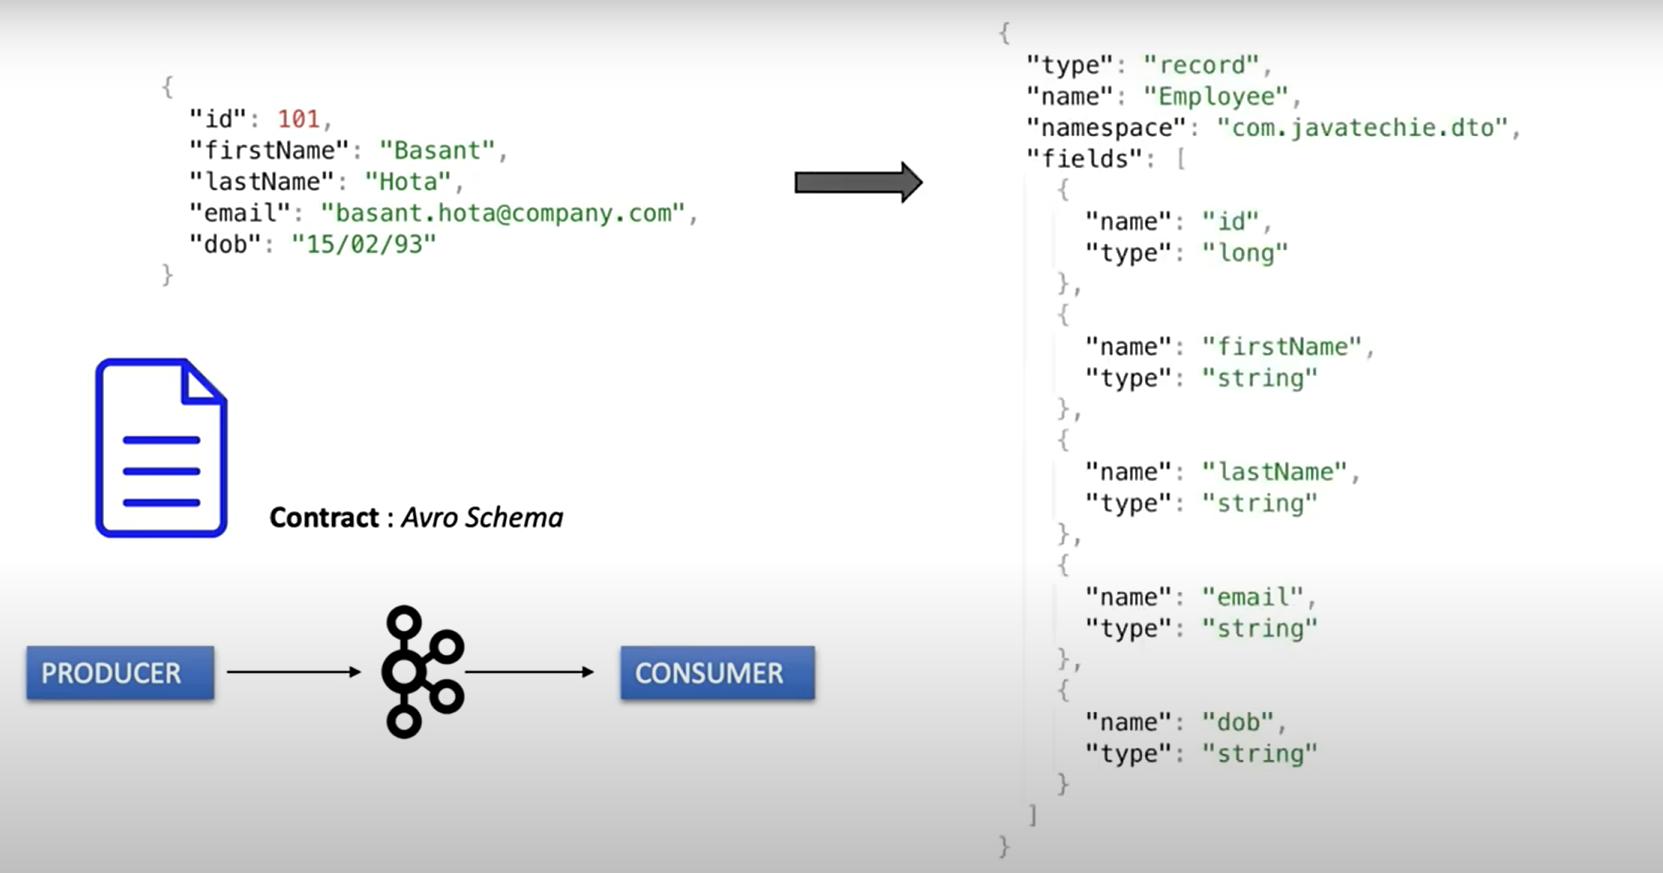 {
"id": 101,
"firstName": "Basant",
"lastName": "Hota",
"email": "basant.hota@company.com",
"dob": "15/02/93"
}
Contract : Avro Schema
PRODUCER
CONSUMER
{
"type": "record",
"name": "Employee",
"namespace": "com.javatechie.dto",
"fields": [
{
"name": "id",
"type": "long"
},
{
"name": "firstName",
"type": "string"
},
{
"name": "lastName",
"type": "string"
},
{
"name": "email",
"type": "string"
},
{
"name": "dob",
"type": "string"
}
]
}